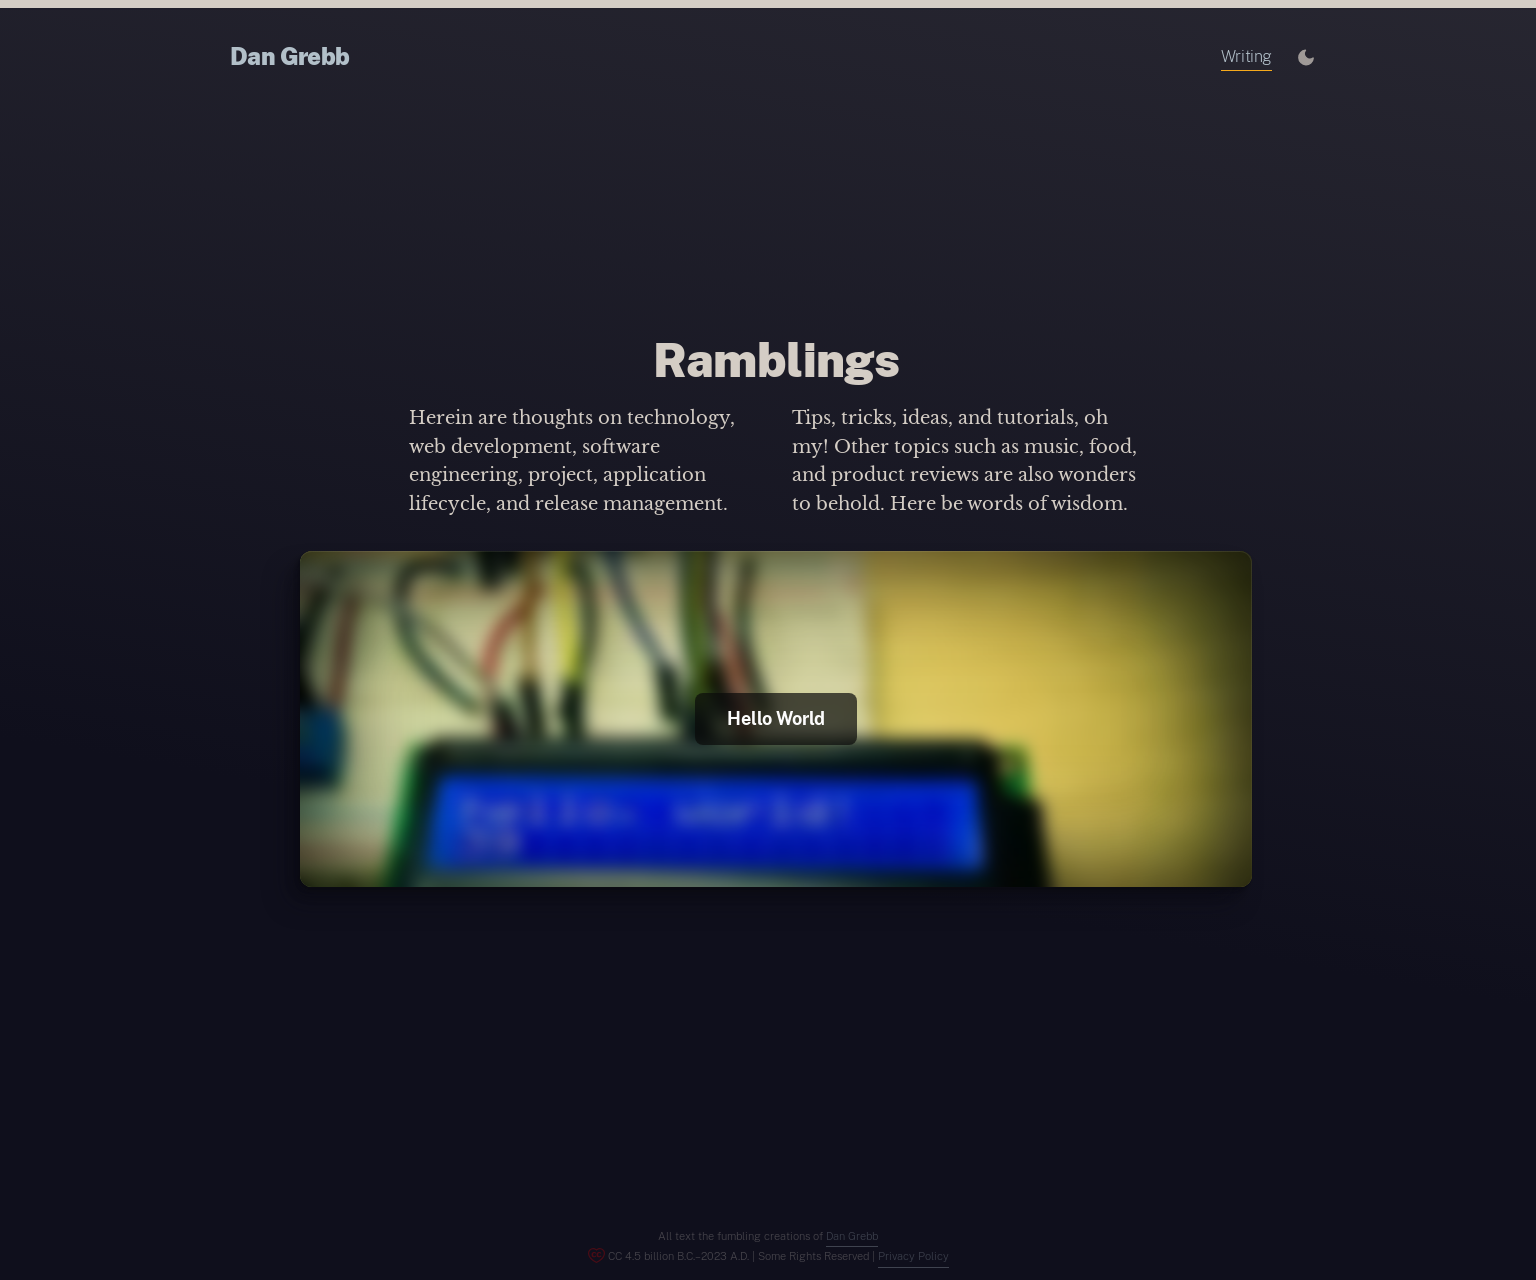 Dan Grebb
Writing
Ramblings
Herein are thoughts on technology,
web development, software
engineering, project, application
lifecycle, and release management.
Tips, tricks, ideas, and tutorials, oh
my! Other topics such as music, food,
and product reviews are also wonders
to behold. Here be words of wisdom.
Hello World
hello, world!
39
All text the fumbling creations of Dan Grebb
CC 4.5 billion B.C.–2023 A.D. | Some Rights Reserved | Privacy Policy